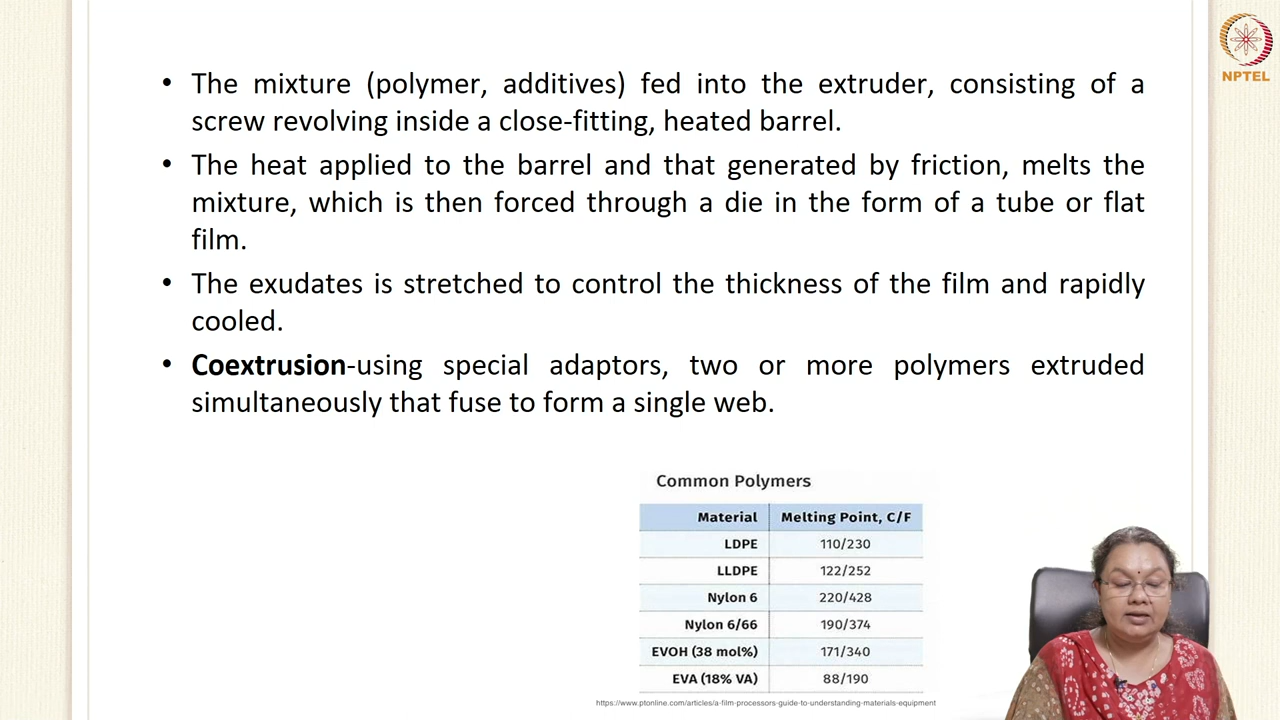 NPTEL
• The mixture (polymer, additives) fed into the extruder, consisting of a
screw revolving inside a close-fitting, heated barrel.
• The heat applied to the barrel and that generated by friction, melts the
mixture, which is then forced through a die in the form of a tube or flat
film.
• The exudates is stretched to control the thickness of the film and rapidly
cooled.
• Coextrusion-using special adaptors, two or more polymers extruded
simultaneously that fuse to form a single web.
Common Polymers
Material Melting Point, C/F
LDPE 110/230
LLDPE 122/252
Nylon 6 220/428
Nylon 6/66 190/374
EVOH (38 mol%) 171/340
EVA (18% VA) 88/190
https://www.ptonline.com/articles/a-film-processors-guide-to-understanding-materials-equipment